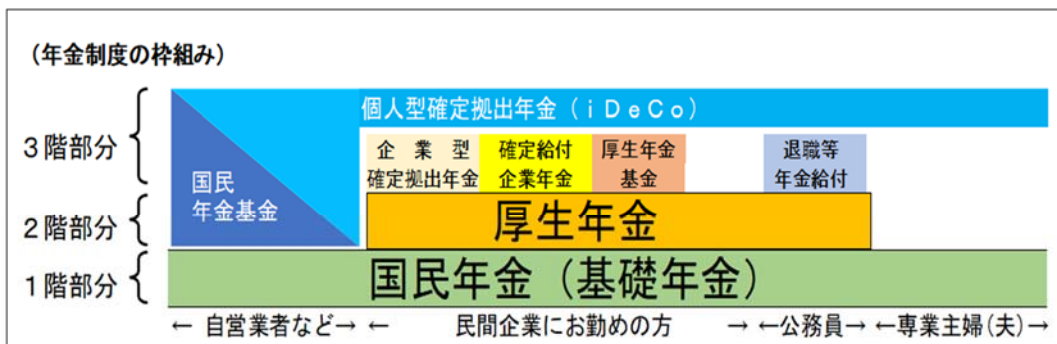 （年金制度の枠組み）
3階部分
2階部分
1階部分
個人型確定拠出年金（ｉＤｅＣｏ）
企業型
確定拠出年金
確定給付
企業年金
厚生年金
基金
退職等
年金給付
国民
年金基金
厚生年金
国民年金（基礎年金）
← 自営業者など→ ← 民間企業にお勤めの方 → ←公務員→ ←専業主婦(夫)→